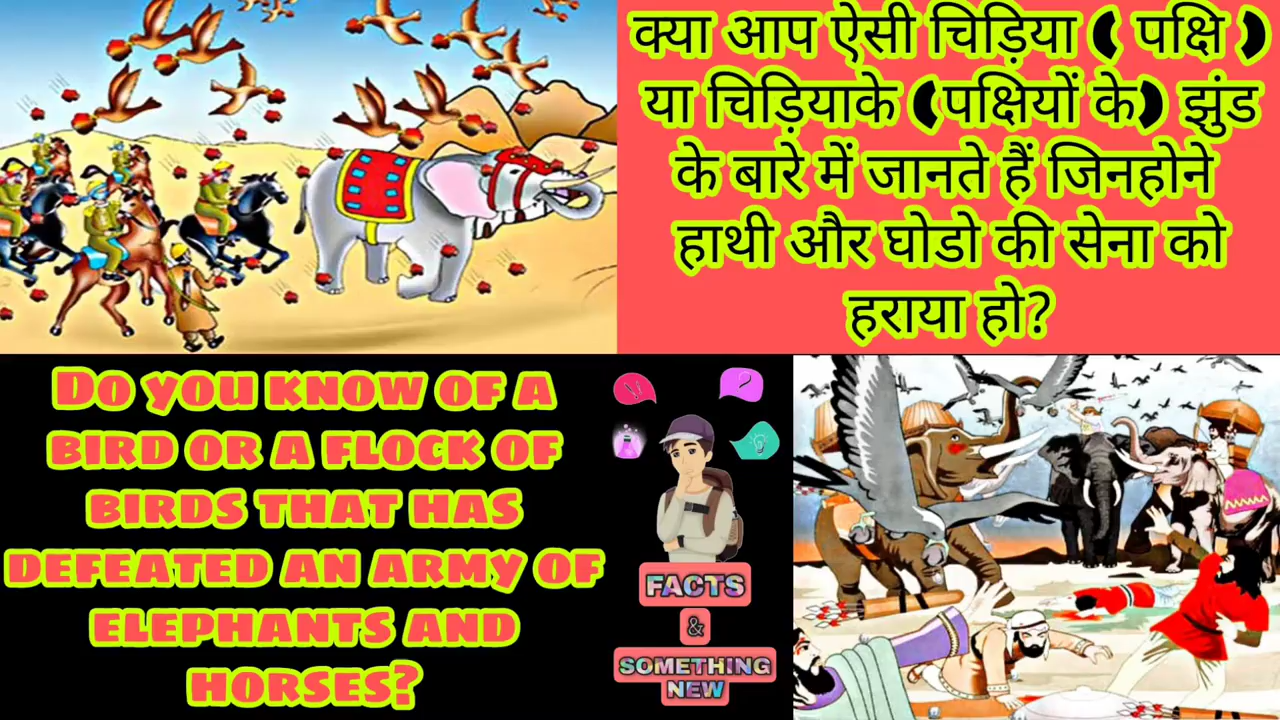 क्या आप ऐसी चिड़िया ( पक्षि )
या चिड़ियाके (पक्षियों के) झुंड
के बारे में जानते हैं जिनहोने
हाथी और घोडो की सेना को
हराया हो?
Do you know of a
bird or a flock of
birds that has
defeated an army of
elephants and
horses?
FACTS
&
SOMETHING
NEW